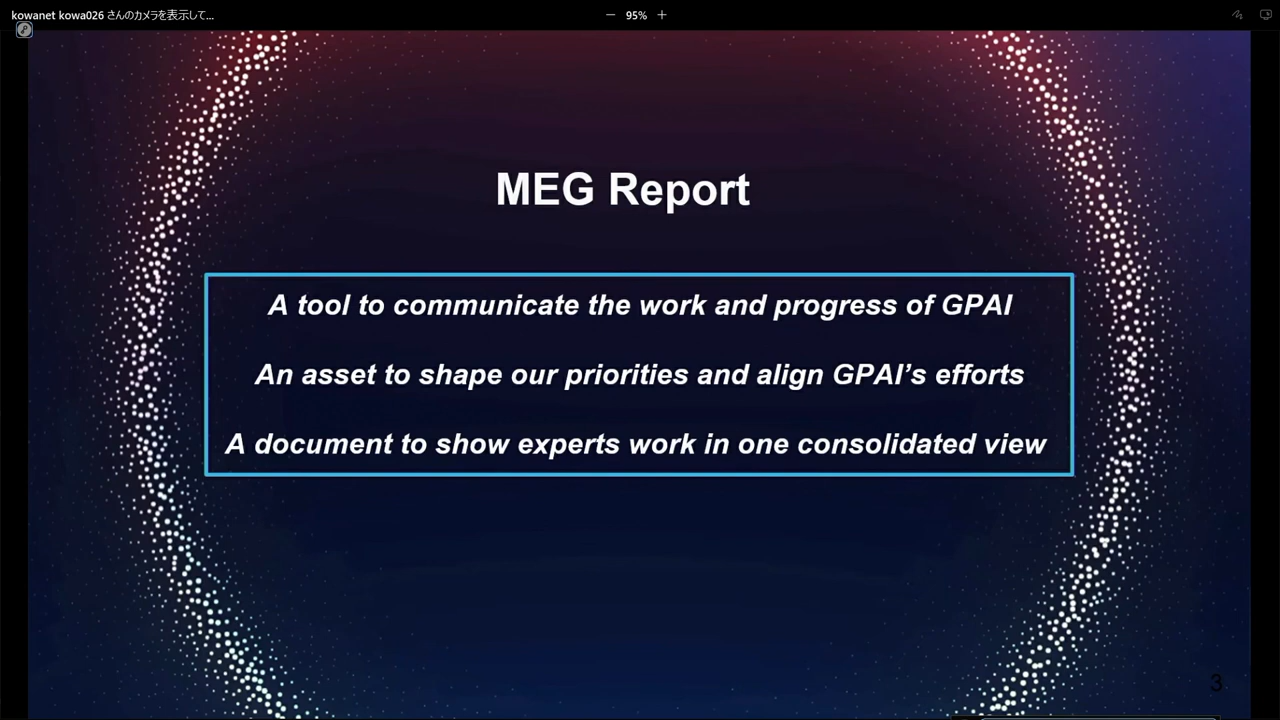 kowanet kowa026 さんのカメラを表示して...
95%
MEG Report
A tool to communicate the work and progress of GPAI
An asset to shape our priorities and align GPAI’s efforts
A document to show experts work in one consolidated view
3